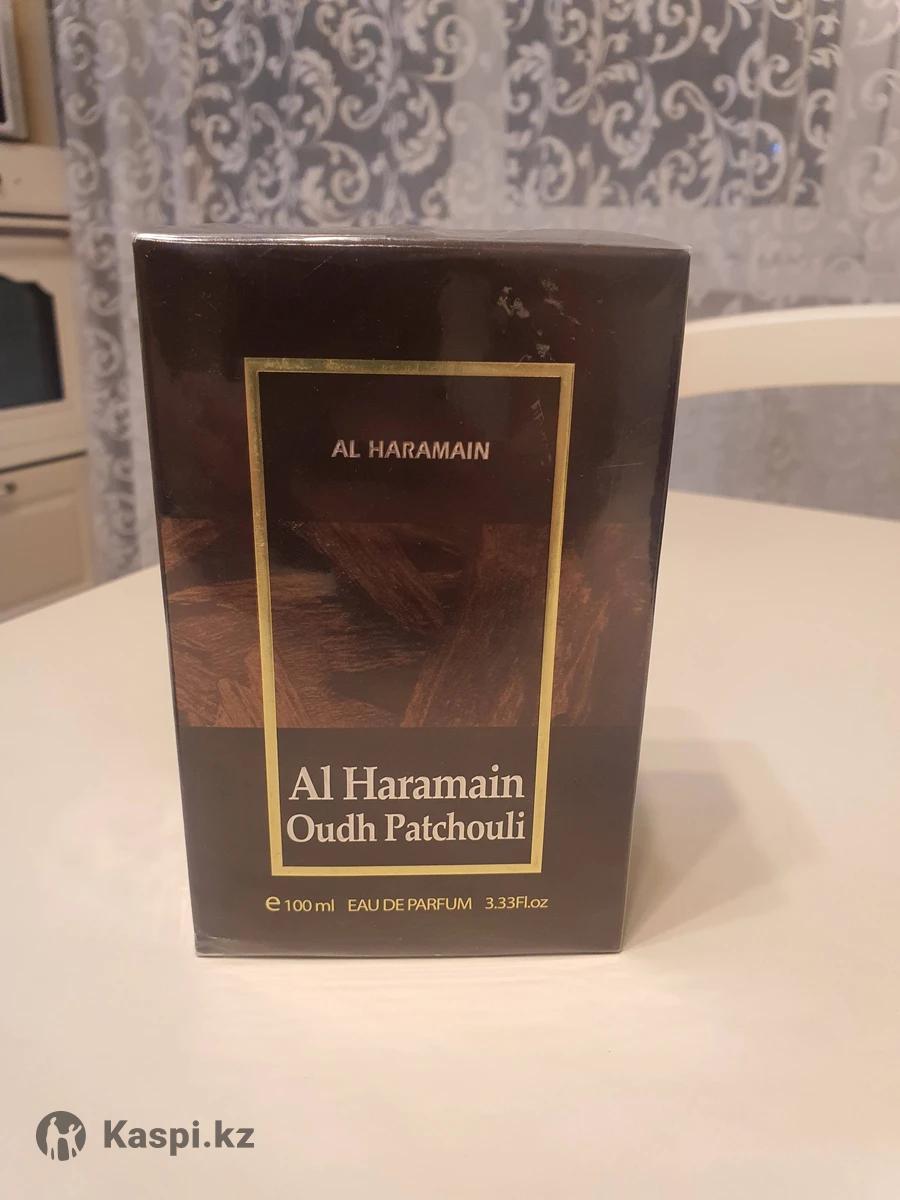 AL HARAMAIN
Al Haramain
Oudh Patchouli
e 100 ml EAU DE PARFUM 3.33Fl.oz
Kaspi.kz